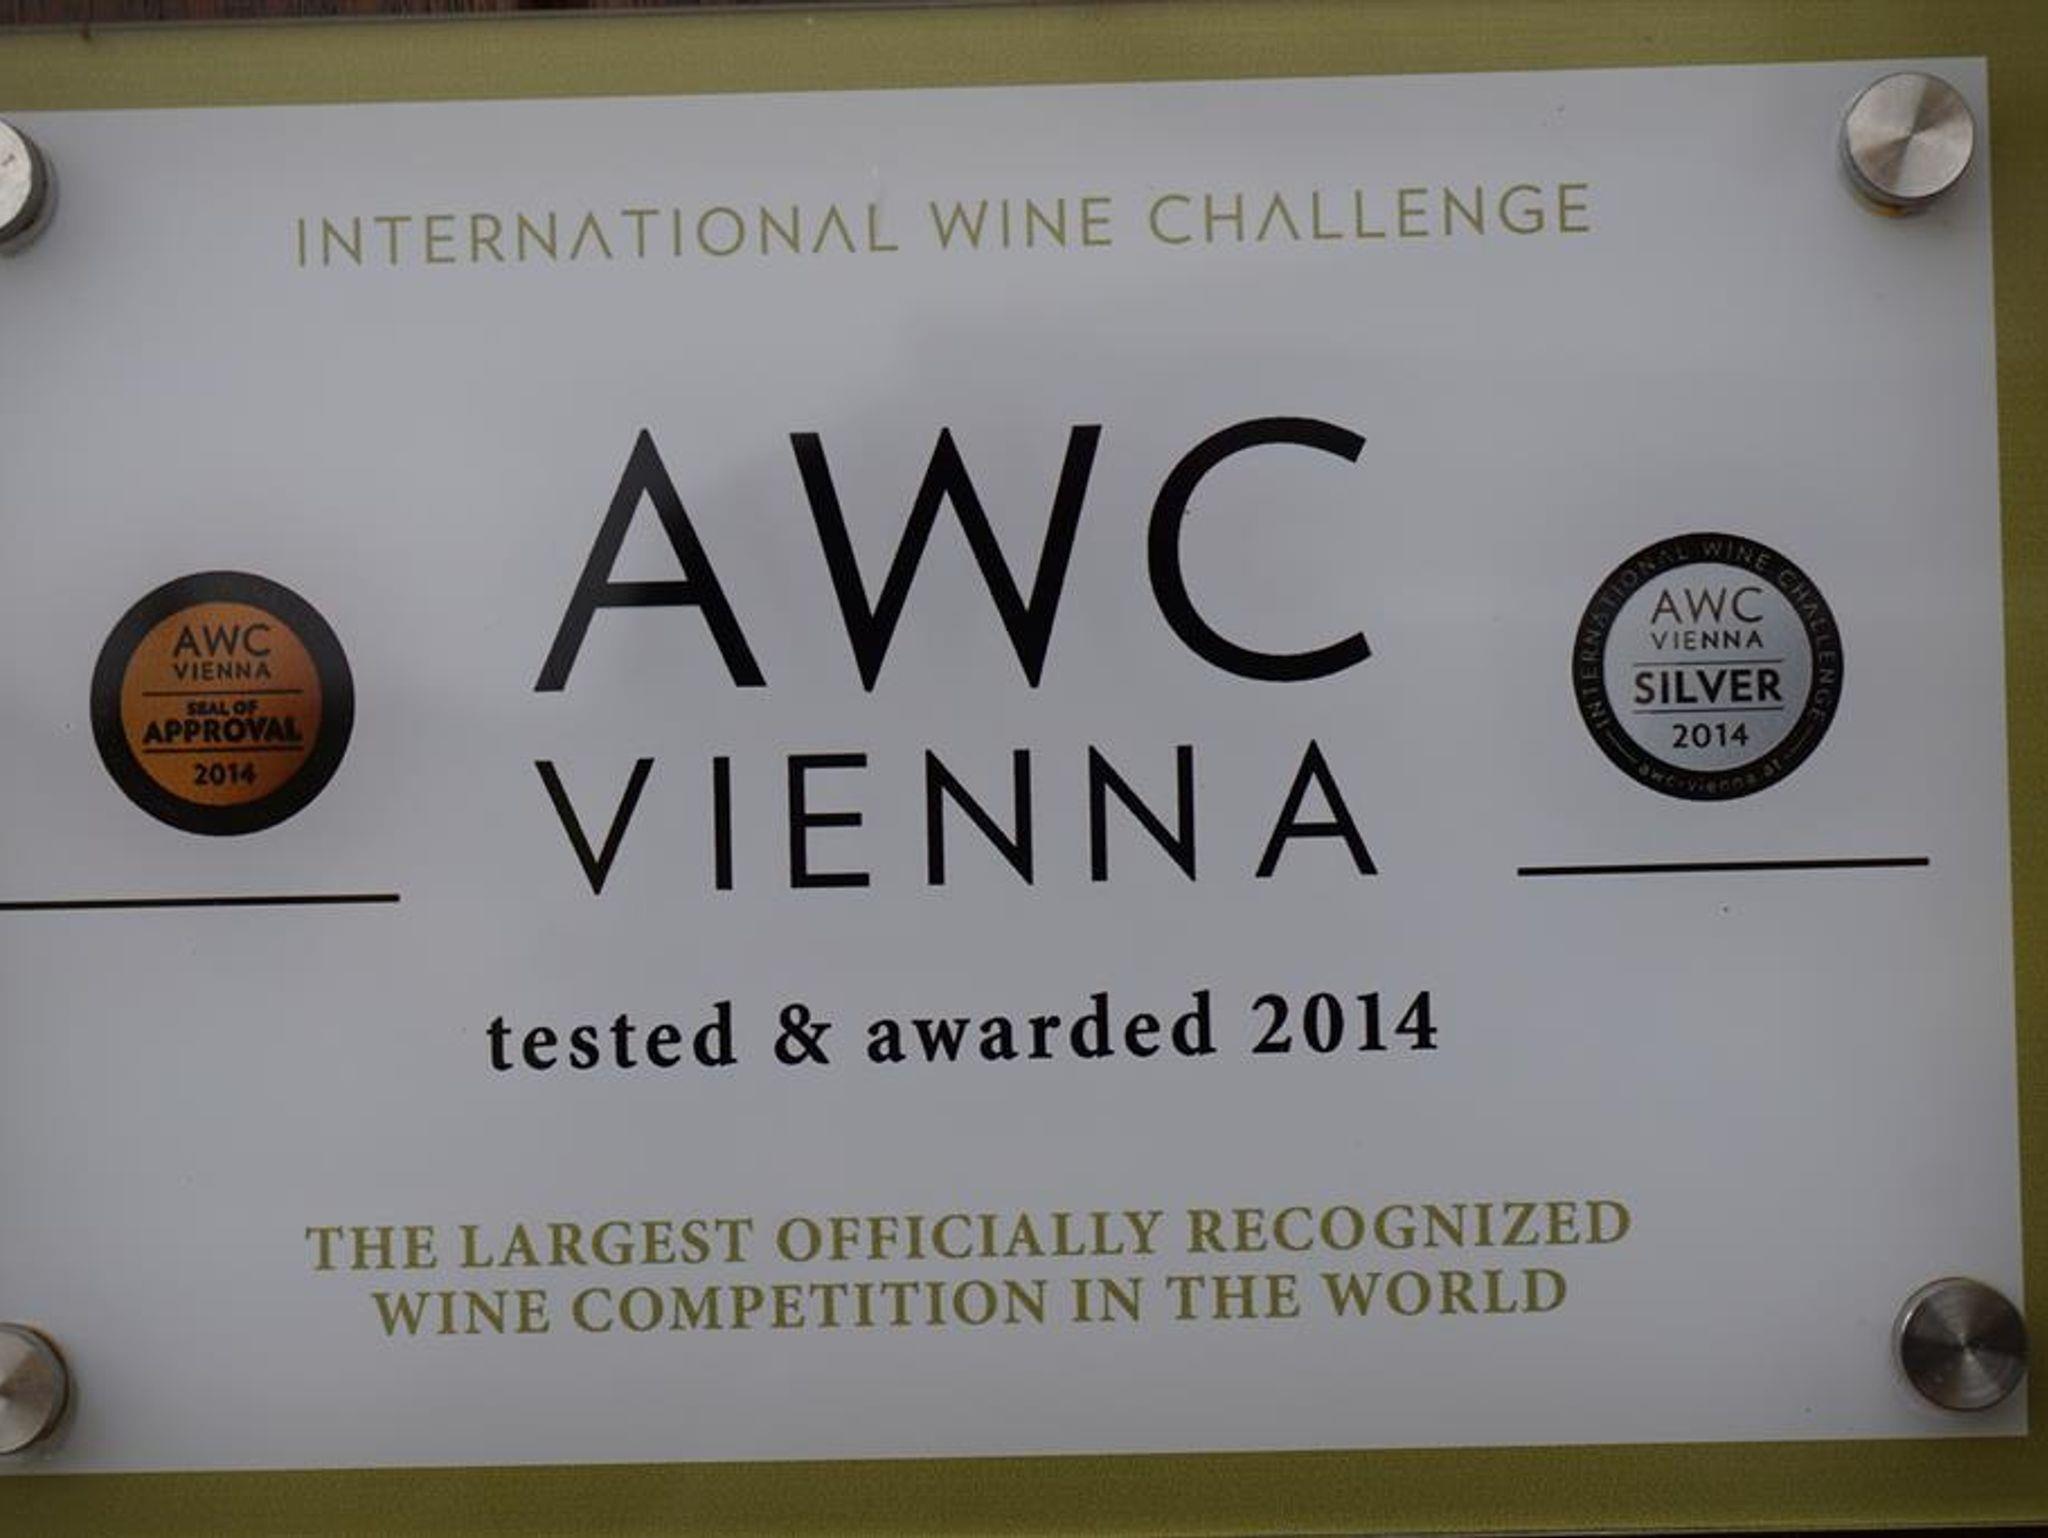 INTERNATIONAL WINE CHALLENGE
AWC
VIENNA
AWC
VIENNA
SEAL OF
APPROVAL
2014
INTERNATIONAL WINE CHALLENGE
AWC
VIENNA
SILVER
2014
awc-vienna.at
tested & awarded 2014
THE LARGEST OFFICIALLY RECOGNIZED
WINE COMPETITION IN THE WORLD